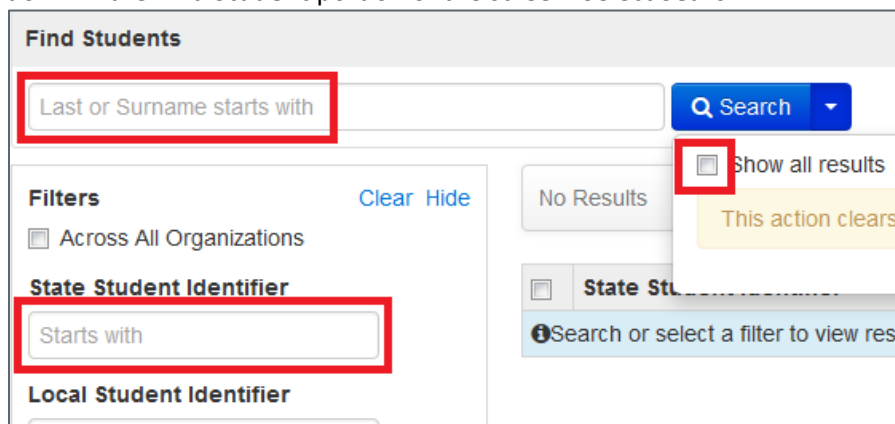 Find Students
Last or Surname starts with
Search
Show all results
Filters Clear Hide
No Results
This action clears
Across All Organizations
State Student Identifier
State
Starts with
Search or select a filter to view res
Local Student Identifier